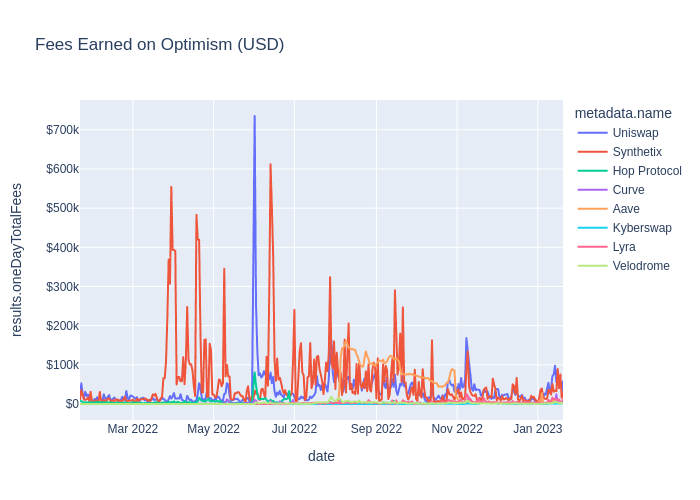 Fees Earned on Optimism (USD)
metadata.name
Uniswap
Synthetix
Hop Protocol
Curve
Aave
Kyberswap
Lyra
Velodrome
results.oneDayTotalFees
$700k
$600k
$500k
$400k
$300k
$200k
$100k
$0
Mar 2022
May 2022
Jul 2022
Sep 2022
Nov 2022
Jan 2023
date